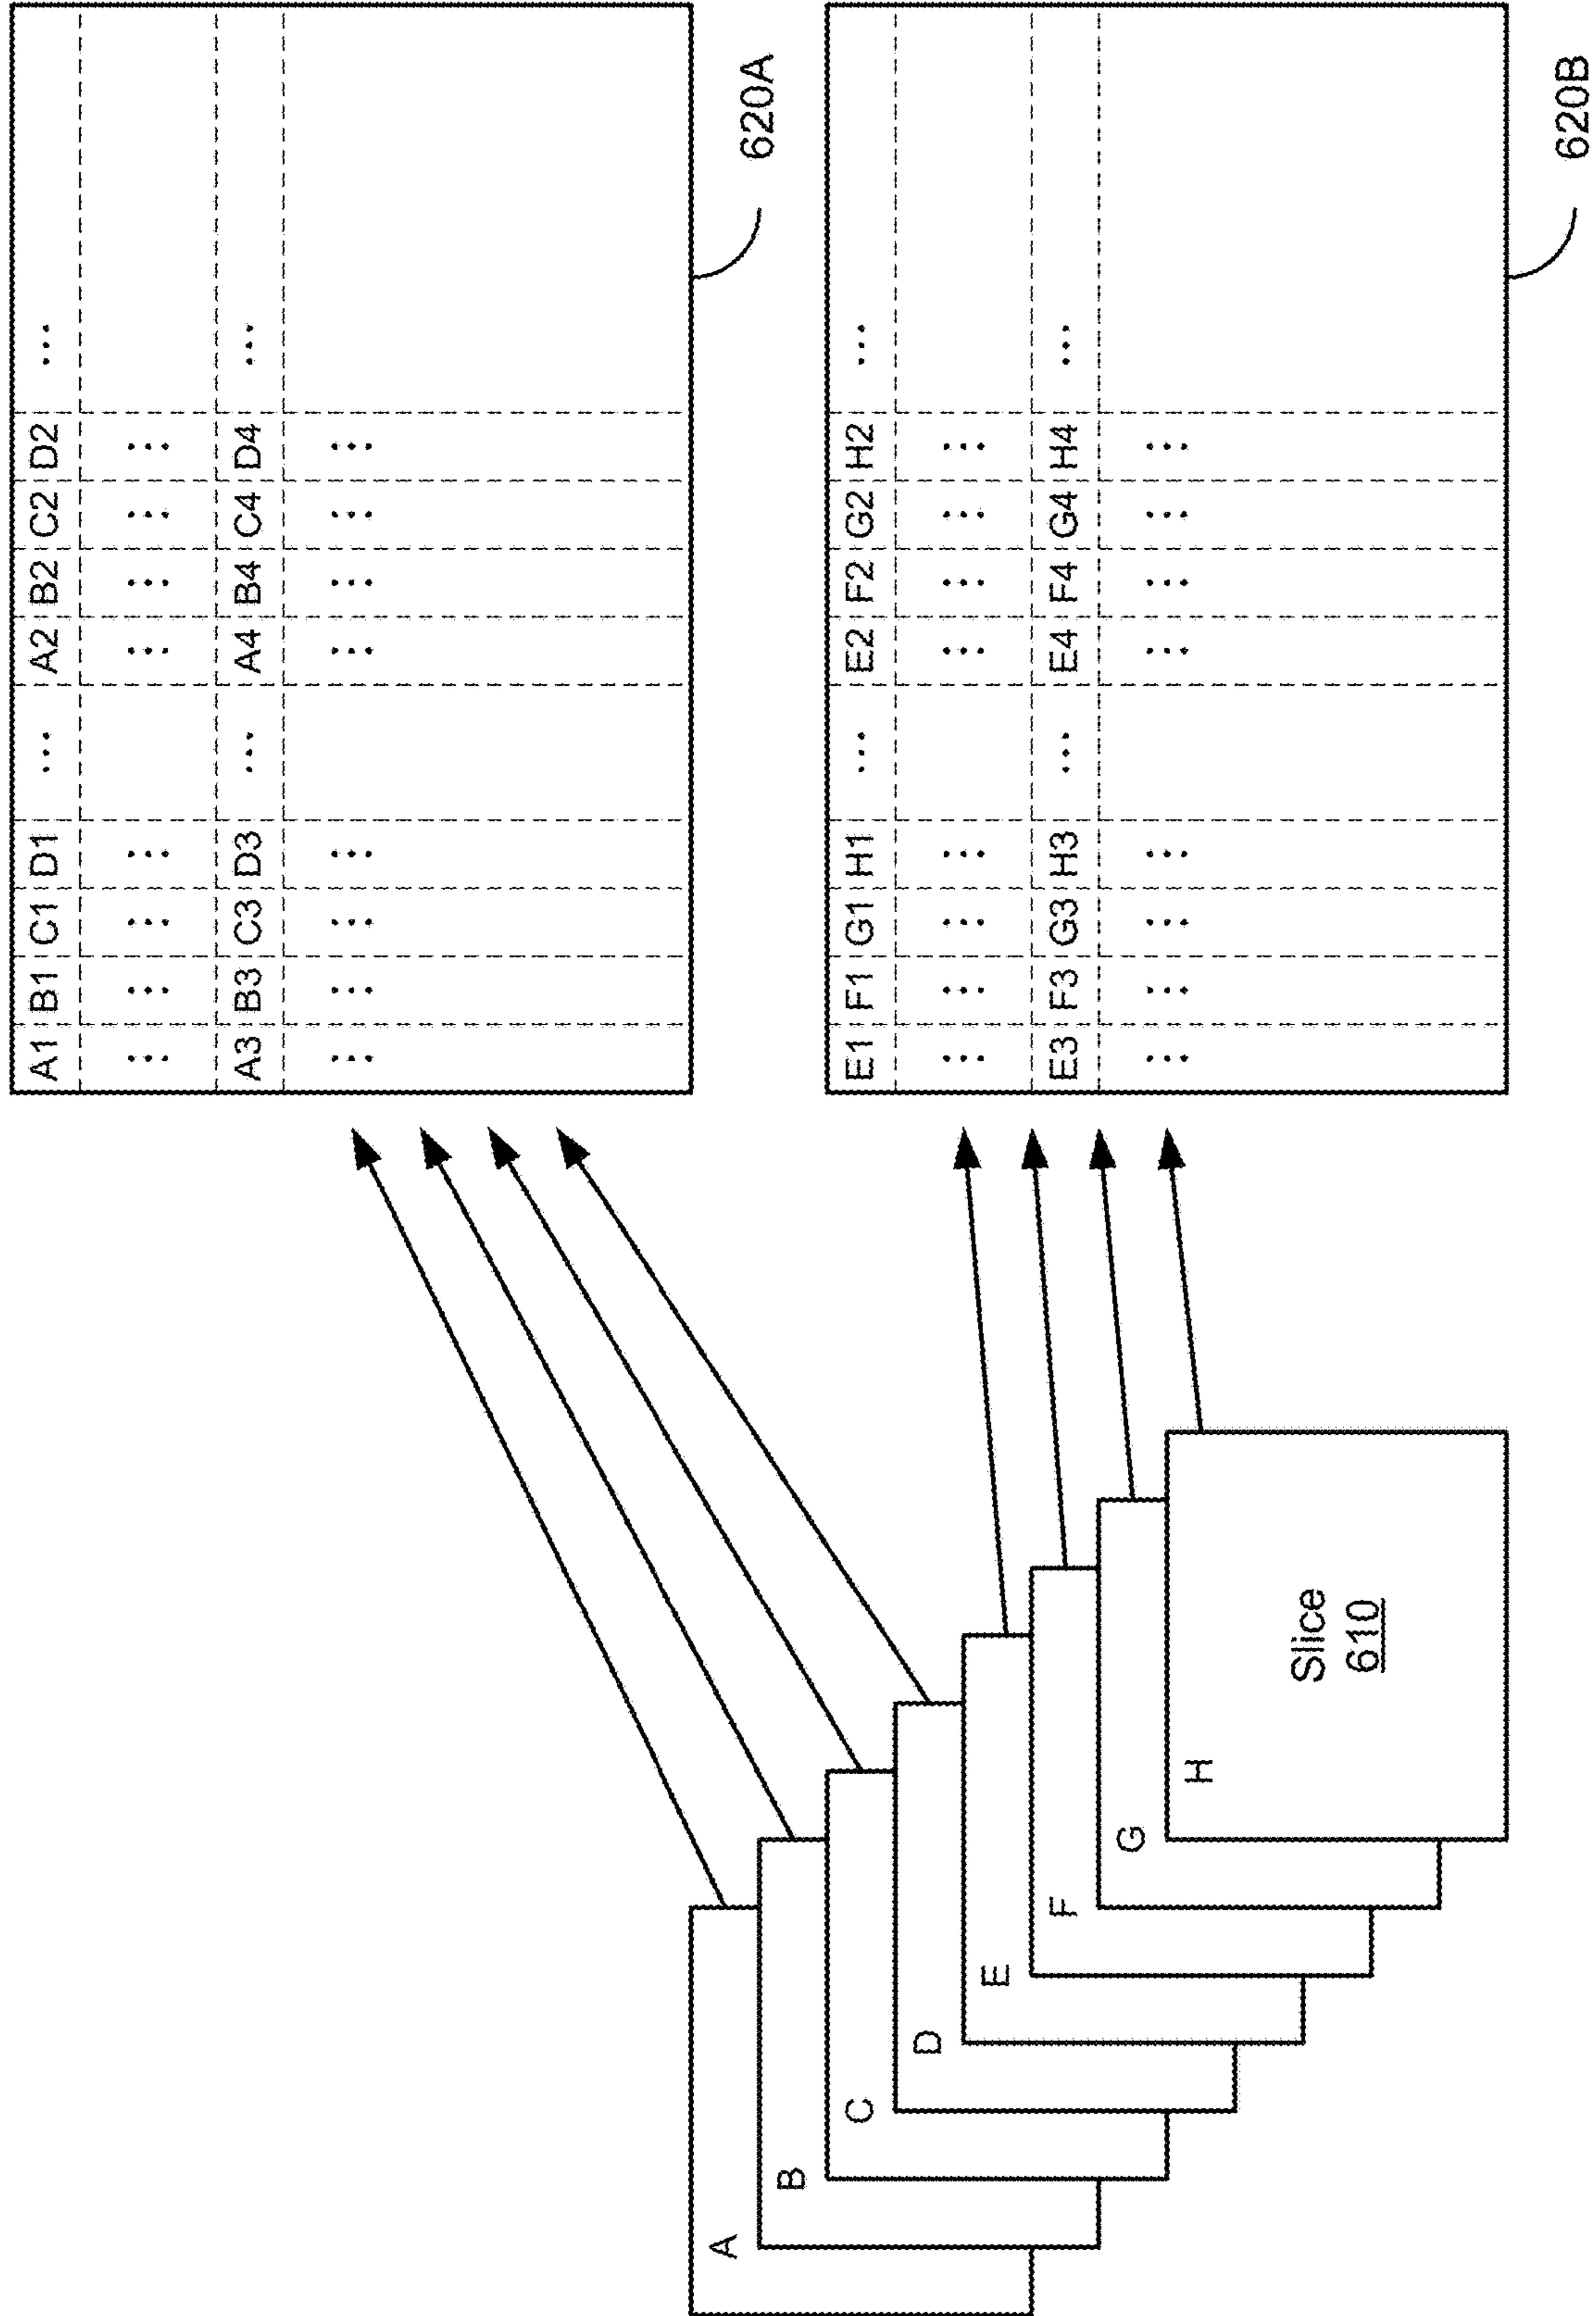 A1 B1 C1 D1 ... A2 B2 C2 D2 ...
⋮ ⋮ ⋮ ⋮ ⋮ ⋮ ⋮ ⋮
A3 B3 C3 D3 ... A4 B4 C4 D4 ...
⋮ ⋮ ⋮ ⋮ ⋮ ⋮ ⋮ ⋮
620A
E1 F1 G1 H1 ... E2 F2 G2 H2 ...
⋮ ⋮ ⋮ ⋮ ⋮ ⋮ ⋮ ⋮
E3 F3 G3 H3 ... E4 F4 G4 H4 ...
⋮ ⋮ ⋮ ⋮ ⋮ ⋮ ⋮ ⋮
620B
A
B
C
D
E
F
G
H
Slice
610